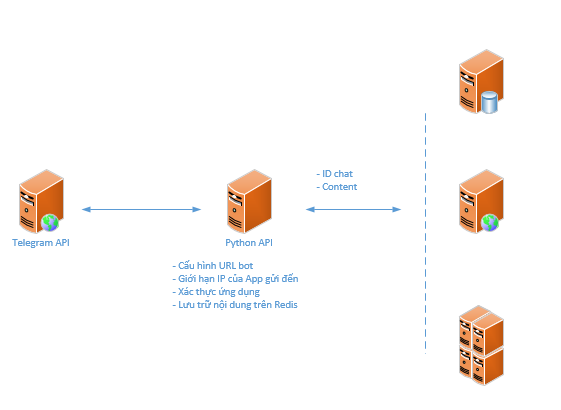 - ID chat
- Content
Telegram API
Python API
- Cấu hình URL bot
- Giới hạn IP của App gửi đến
- Xác thực ứng dụng
- Lưu trữ nội dung trên Redis